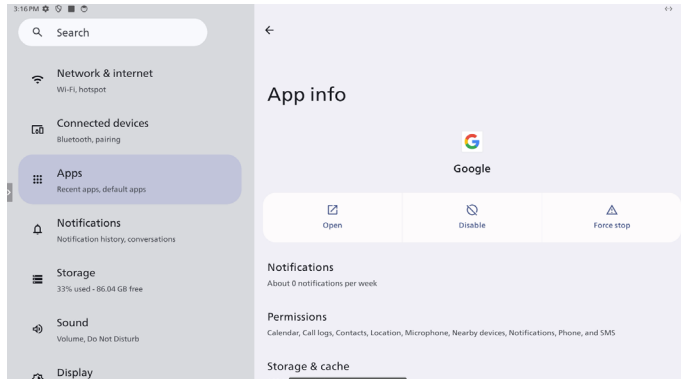 3:16 PM
Search
Network & internet
Wi-Fi, hotspot
Connected devices
Bluetooth, pairing
Apps
Recent apps, default apps
Notifications
Notification history, conversations
Storage
33% used - 86.04 GB free
Sound
Volume, Do Not Disturb
Display
App info
Google
Open
Disable
Force stop
Notifications
About 0 notifications per week
Permissions
Calendar, Call logs, Contacts, Location, Microphone, Nearby devices, Notifications, Phone, and SMS
Storage & cache